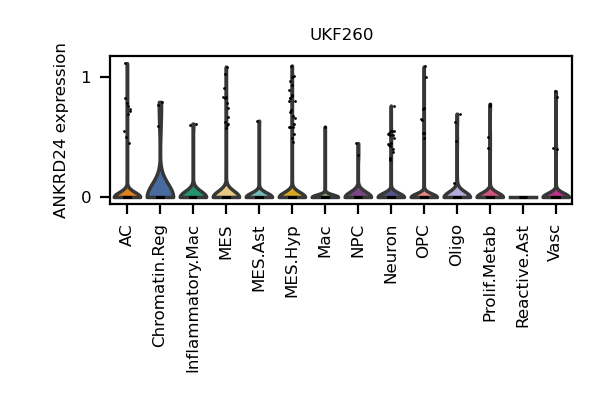 UKF260
ANKRD24 expression
1
0
AC
Chromatin.Reg
Inflammatory.Mac
MES
MES.Ast
MES.Hyp
Mac
NPC
Neuron
OPC
Oligo
Prolif.Metab
Reactive.Ast
Vasc